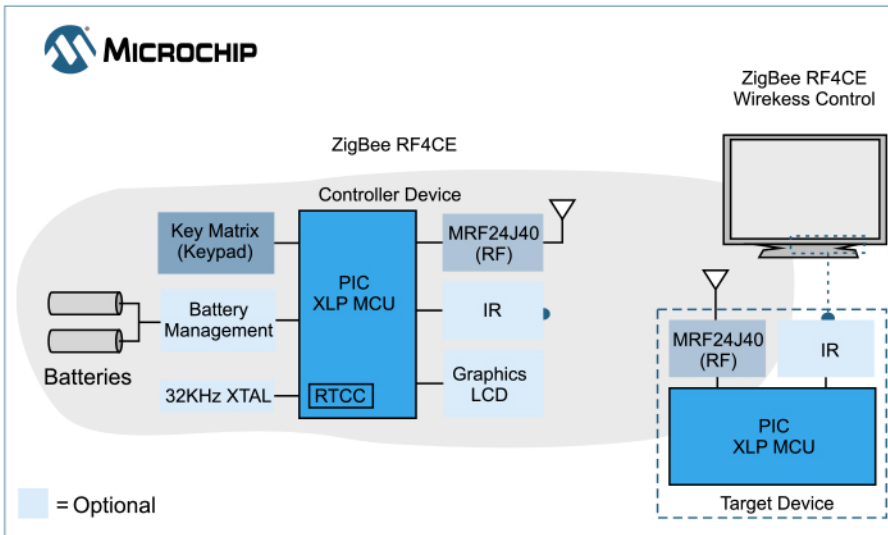 MICROCHIP
ZigBee RF4CE
Wirekess Control
ZigBee RF4CE
Controller Device
Key Matrix
(Keypad)
MRF24J40
(RF)
PIC
XLP MCU
Battery
Management
IR
Batteries
32KHz XTAL
RTCC
Graphics
LCD
MRF24J40
(RF)
IR
PIC
XLP MCU
Target Device
= Optional